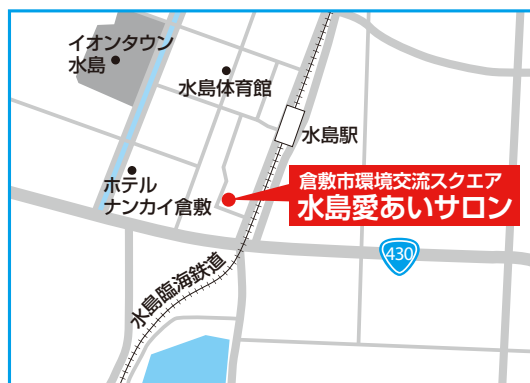 イオンタウン
水島
水島体育館
水島駅
ホテル
ナンカイ倉敷
倉敷市環境交流スクエア
水島愛あいサロン
430
水島臨海鉄道